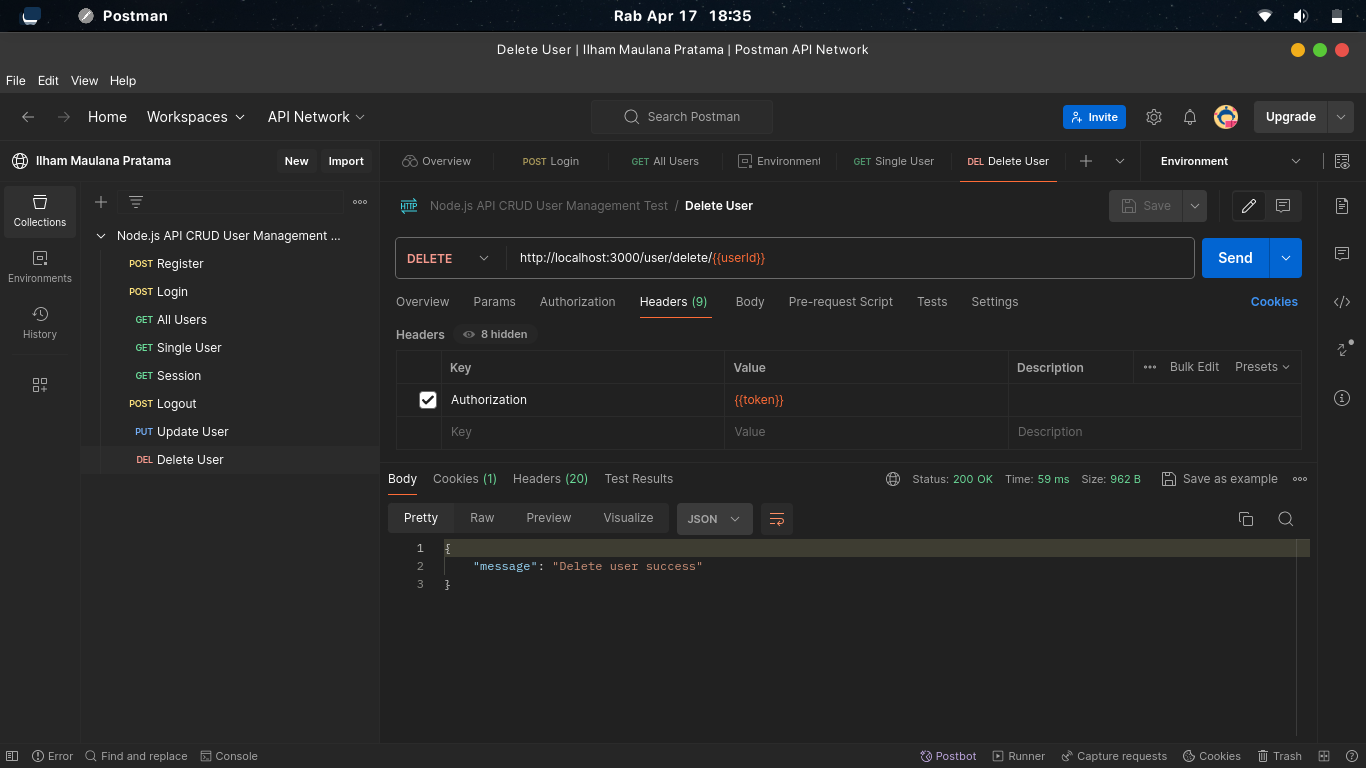 Postman Rab Apr 17 18:35
Delete User | Ilham Maulana Pratama | Postman API Network
File Edit View Help
Home Workspaces API Network Search Postman Invite Upgrade
Ilham Maulana Pratama New Import Overview POST Login GET All Users Environment GET Single User DEL Delete User Environment
Collections
Environments
History
Node.js API CRUD User Management ...
POST Register
POST Login
GET All Users
GET Single User
GET Session
POST Logout
PUT Update User
DEL Delete User
HTTP Node.js API CRUD User Management Test / Delete User Save
DELETE http://localhost:3000/user/delete/{{userId}} Send
Overview Params Authorization Headers (9) Body Pre-request Script Tests Settings Cookies
Headers 8 hidden
Key Value Description Bulk Edit Presets
Authorization {{token}}
Key Value Description
Body Cookies (1) Headers (20) Test Results Status: 200 OK Time: 59 ms Size: 962 B Save as example
Pretty Raw Preview Visualize JSON
1 {
2 "message": "Delete user success"
3 }
Error Find and replace Console Postbot Runner Capture requests Cookies Trash